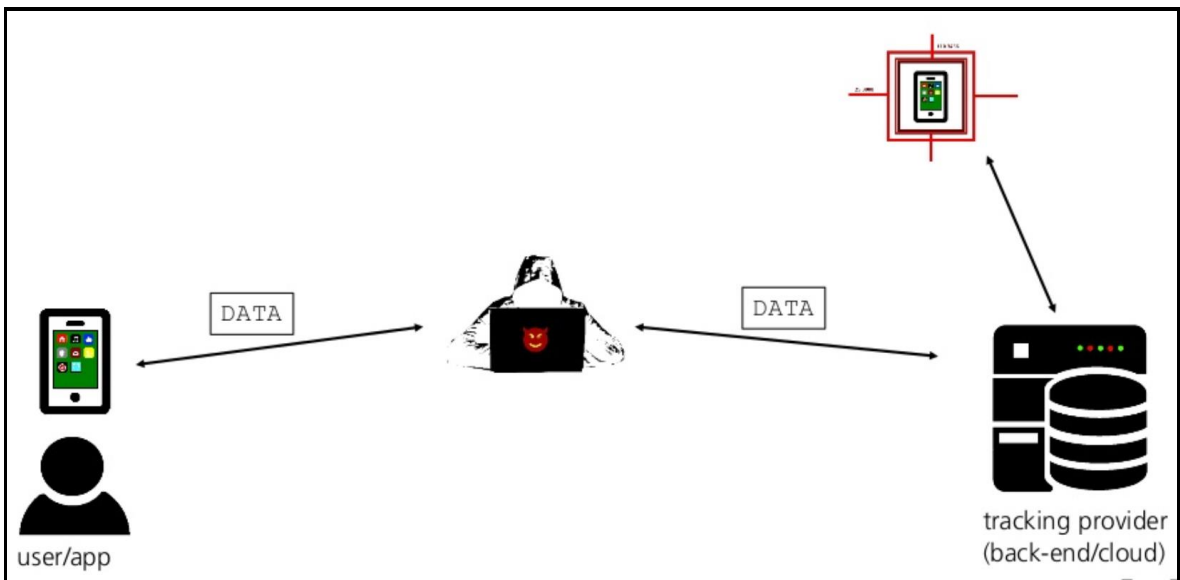 DATA
DATA
user/app
tracking provider
(back-end/cloud)